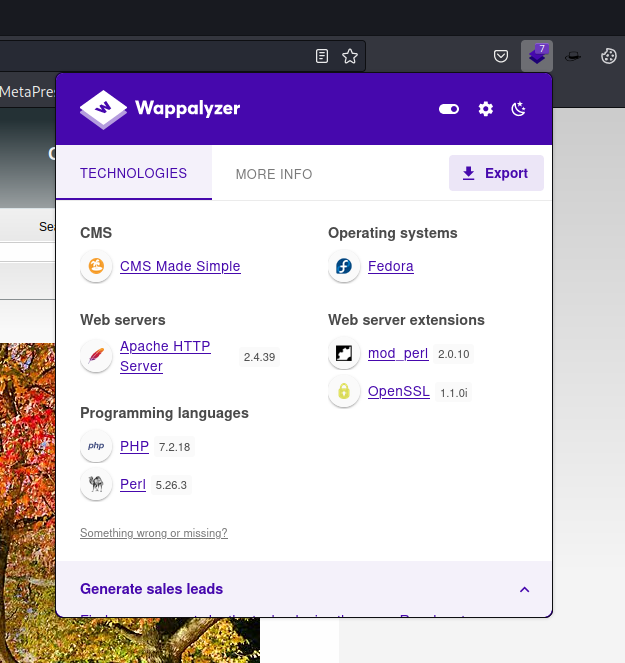 7
MetaPres
Wappalyzer
TECHNOLOGIES
MORE INFO
Export
CMS
CMS Made Simple
Operating systems
Fedora
Web servers
Apache HTTP
Server
2.4.39
Web server extensions
mod_perl 2.0.10
OpenSSL 1.1.0i
Programming languages
php PHP 7.2.18
Perl 5.26.3
Something wrong or missing?
Generate sales leads
Sea